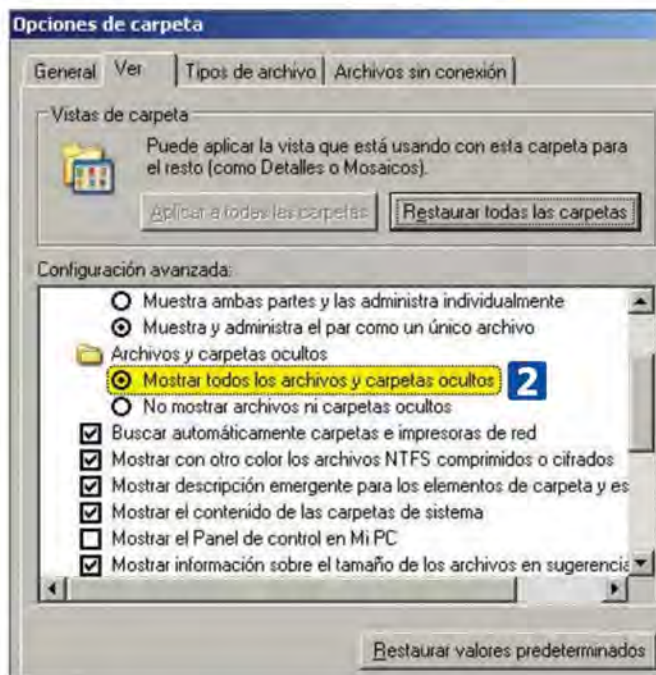 Opciones de carpeta
General Ver Tipos de archivo Archivos sin conexión
Vistas de carpeta
Puede aplicar la vista que está usando con esta carpeta para
el resto (como Detalles o Mosaicos).
Aplicar a todas las carpetas Restaurar todas las carpetas
Configuración avanzada:
Muestra ambas partes y las administra individualmente
Muestra y administra el par como un único archivo
Archivos y carpetas ocultos
Mostrar todos los archivos y carpetas ocultos 2
No mostrar archivos ni carpetas ocultos
Buscar automáticamente carpetas e impresoras de red
Mostrar con otro color los archivos NTFS comprimidos o cifrados
Mostrar descripción emergente para los elementos de carpeta y es
Mostrar el contenido de las carpetas de sistema
Mostrar el Panel de control en Mi PC
Mostrar información sobre el tamaño de los archivos en sugerencia
Restaurar valores predeterminados